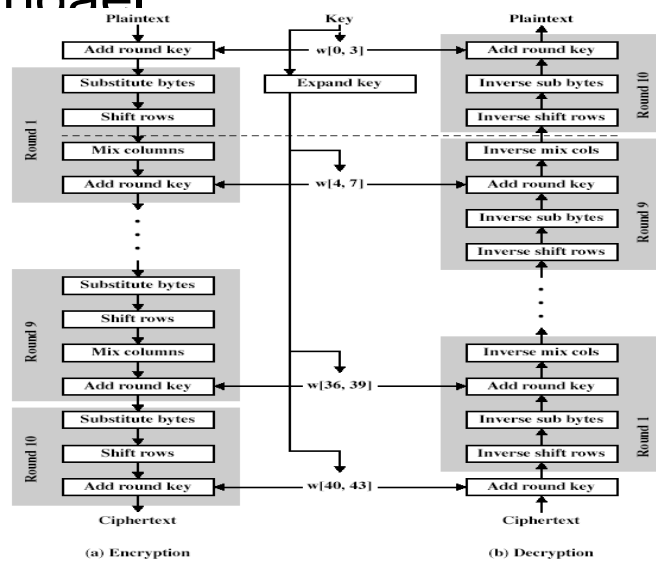 Plaintext
Key
Plaintext
Add round key
w[0, 3]
Add round key
Substitute bytes
Expand key
Inverse sub bytes
Round 1
Shift rows
Inverse shift rows
Round 10
Mix columns
Inverse mix cols
Add round key
w[4, 7]
Add round key
Inverse sub bytes
Round 9
Inverse shift rows
Substitute bytes
Round 9
Shift rows
Mix columns
Inverse mix cols
Add round key
w[36, 39]
Add round key
Substitute bytes
Inverse sub bytes
Round 1
Round 10
Shift rows
Inverse shift rows
Add round key
w[40, 43]
Add round key
Ciphertext
Ciphertext
(a) Encryption
(b) Decryption